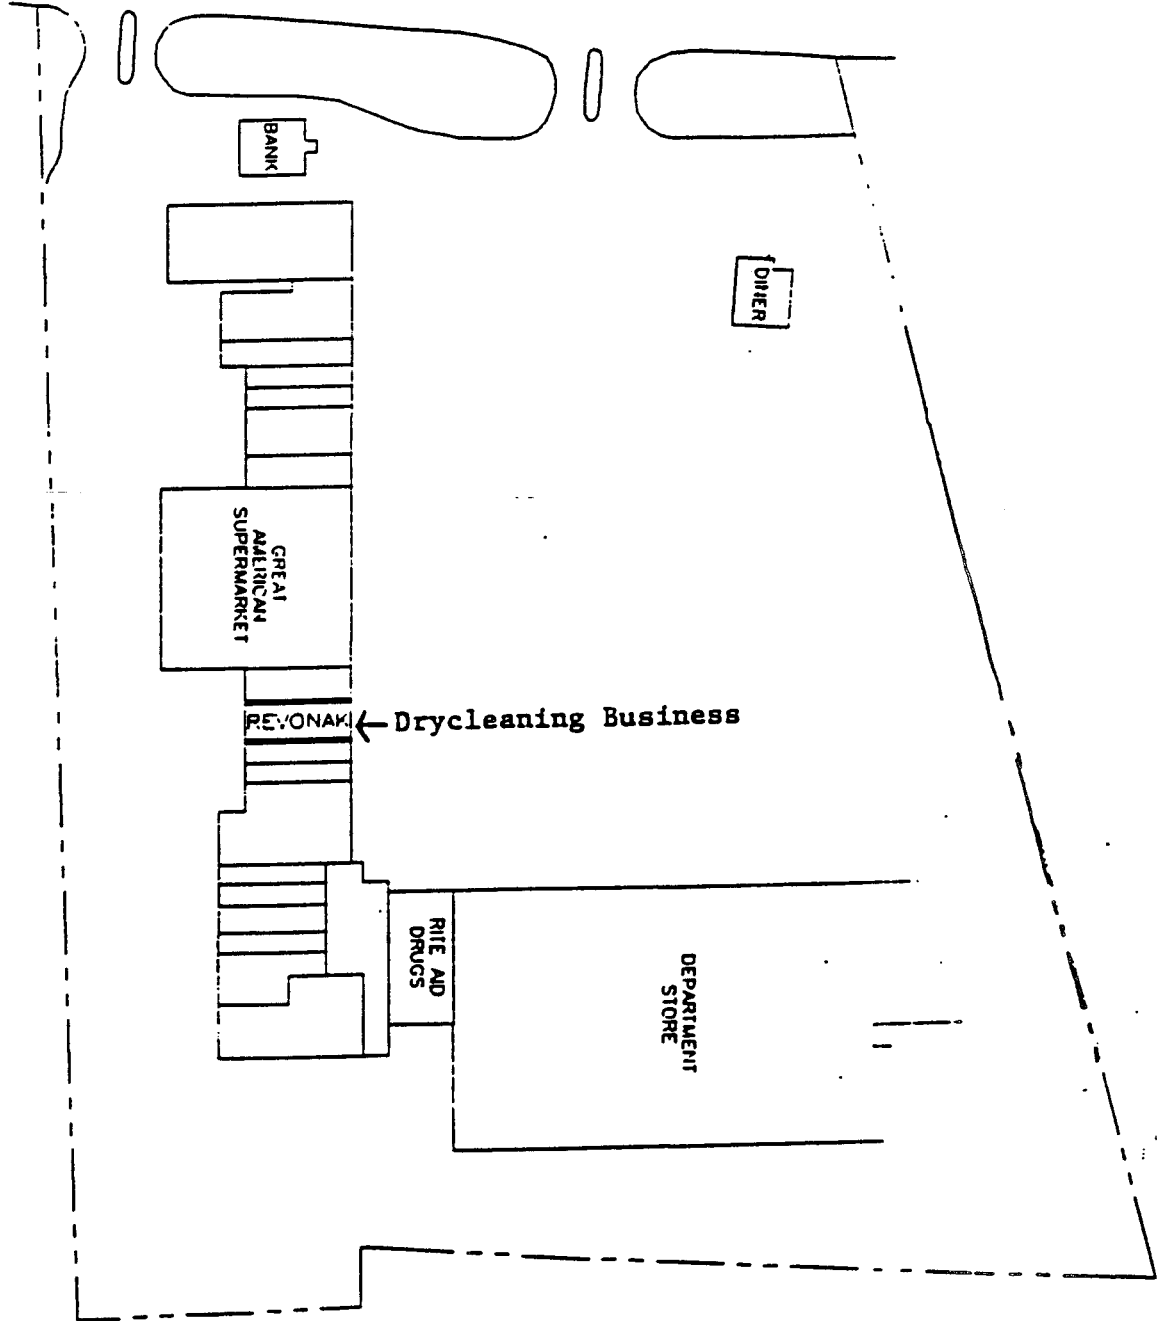 BANK
DINER
GREAT
AMERICAN
SUPERMARKET
REVONAK
← Drycleaning Business
RITE AID
DRUGS
DEPARTMENT
STORE